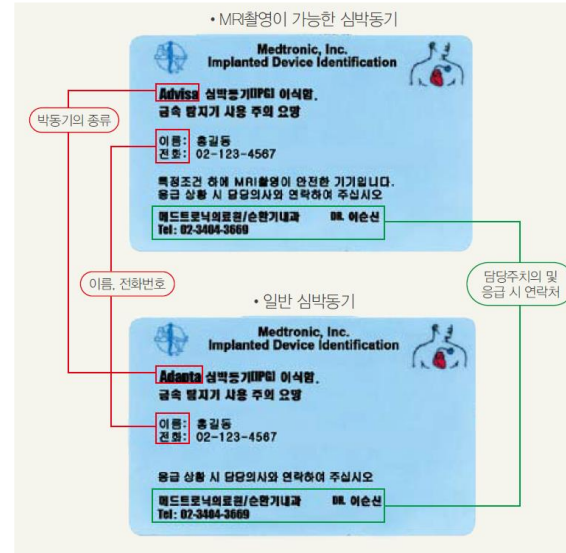 • MRI촬영이 가능한 심박동기
Medtronic, Inc.
Implanted Device Identification
Advisa 심박동기(IPG) 이식함.
금속 탐지기 사용 주의 요망
박동기의 종류
이름: 홍길동
전화: 02-123-4567
특정조건 하에 MRI촬영이 안전한 기기입니다.
응급 상황 시 담당의사와 연락하여 주십시오
메드트로닉의료원/순환기내과 DR. 이순신
Tel: 02-3404-3669
이름, 전화번호
담당주치의 및
응급 시 연락처
• 일반 심박동기
Medtronic, Inc.
Implanted Device Identification
Adapta 심박동기(IPG) 이식함.
금속 탐지기 사용 주의 요망
이름: 홍길동
전화: 02-123-4567
응급 상황 시 담당의사와 연락하여 주십시오
메드트로닉의료원/순환기내과 DR. 이순신
Tel: 02-3404-3669